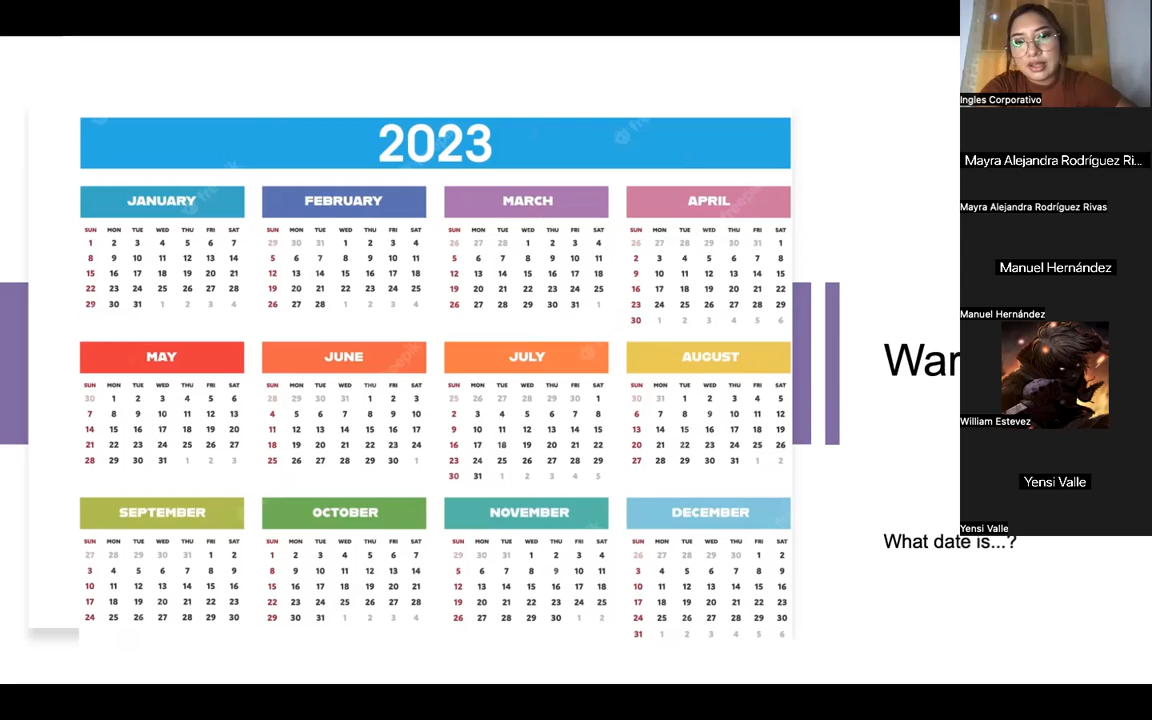 2023
JANUARY FEBRUARY MARCH APRIL
SUN MON TUE WED THU FRI SAT SUN MON TUE WED THU FRI SAT SUN MON TUE WED THU FRI SAT SUN MON TUE WED THU FRI SAT
1 2 3 4 5 6 7 29 30 31 1 2 3 4 26 27 28 1 2 3 4 26 27 28 29 30 31 1
8 9 10 11 12 13 14 5 6 7 8 9 10 11 5 6 7 8 9 10 11 2 3 4 5 6 7 8
15 16 17 18 19 20 21 12 13 14 15 16 17 18 12 13 14 15 16 17 18 9 10 11 12 13 14 15
22 23 24 25 26 27 28 19 20 21 22 23 24 25 19 20 21 22 23 24 25 16 17 18 19 20 21 22
29 30 31 1 2 3 4 26 27 28 1 2 3 4 26 27 28 29 30 31 1 23 24 25 26 27 28 29
30 1 2 3 4 5 6
MAY JUNE JULY AUGUST
SUN MON TUE WED THU FRI SAT SUN MON TUE WED THU FRI SAT SUN MON TUE WED THU FRI SAT SUN MON TUE WED THU FRI SAT
30 1 2 3 4 5 6 28 29 30 31 1 2 3 25 26 27 28 29 30 1 30 31 1 2 3 4 5
7 8 9 10 11 12 13 4 5 6 7 8 9 10 2 3 4 5 6 7 8 6 7 8 9 10 11 12
14 15 16 17 18 19 20 11 12 13 14 15 16 17 9 10 11 12 13 14 15 13 14 15 16 17 18 19
21 22 23 24 25 26 27 18 19 20 21 22 23 24 16 17 18 19 20 21 22 20 21 22 23 24 25 26
28 29 30 31 1 2 3 25 26 27 28 29 30 1 23 24 25 26 27 28 29 27 28 29 30 31 1 2
30 31 1 2 3 4 5
SEPTEMBER OCTOBER NOVEMBER DECEMBER
SUN MON TUE WED THU FRI SAT SUN MON TUE WED THU FRI SAT SUN MON TUE WED THU FRI SAT SUN MON TUE WED THU FRI SAT
27 28 29 30 31 1 2 1 2 3 4 5 6 7 29 30 31 1 2 3 4 26 27 28 29 30 1 2
3 4 5 6 7 8 9 8 9 10 11 12 13 14 5 6 7 8 9 10 11 3 4 5 6 7 8 9
10 11 12 13 14 15 16 15 16 17 18 19 20 21 12 13 14 15 16 17 18 10 11 12 13 14 15 16
17 18 19 20 21 22 23 22 23 24 25 26 27 28 19 20 21 22 23 24 25 17 18 19 20 21 22 23
24 25 26 27 28 29 30 29 30 31 1 2 3 4 26 27 28 29 30 1 2 24 25 26 27 28 29 30
31 1 2 3 4 5 6
War
What date is...?
Ingles Corporativo
Mayra Alejandra Rodríguez Ri...
Mayra Alejandra Rodríguez Rivas
Manuel Hernández
Manuel Hernández
William Estevez
Yensi Valle
Yensi Valle